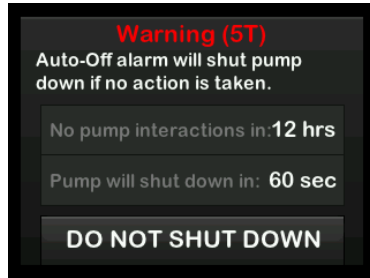 Warning (5T)
Auto-Off alarm will shut pump
down if no action is taken.
No pump interactions in:12 hrs
Pump will shut down in: 60 sec
DO NOT SHUT DOWN